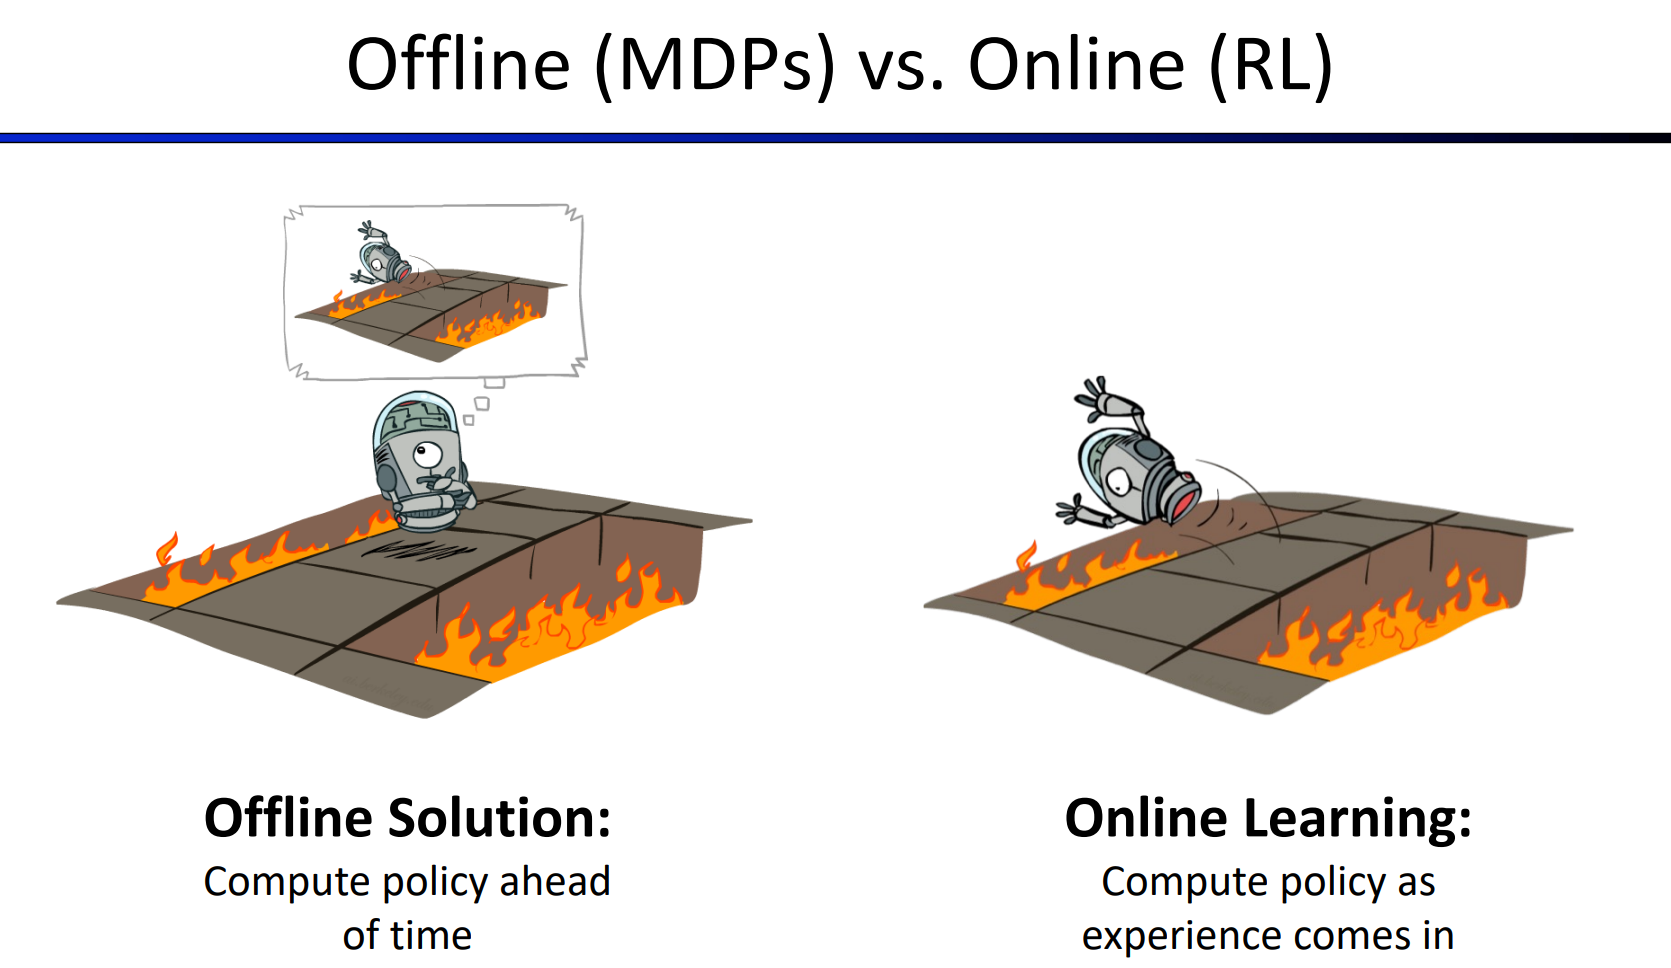 Offline (MDPs) vs. Online (RL)
Offline Solution:
Compute policy ahead
of time
Online Learning:
Compute policy as
experience comes in